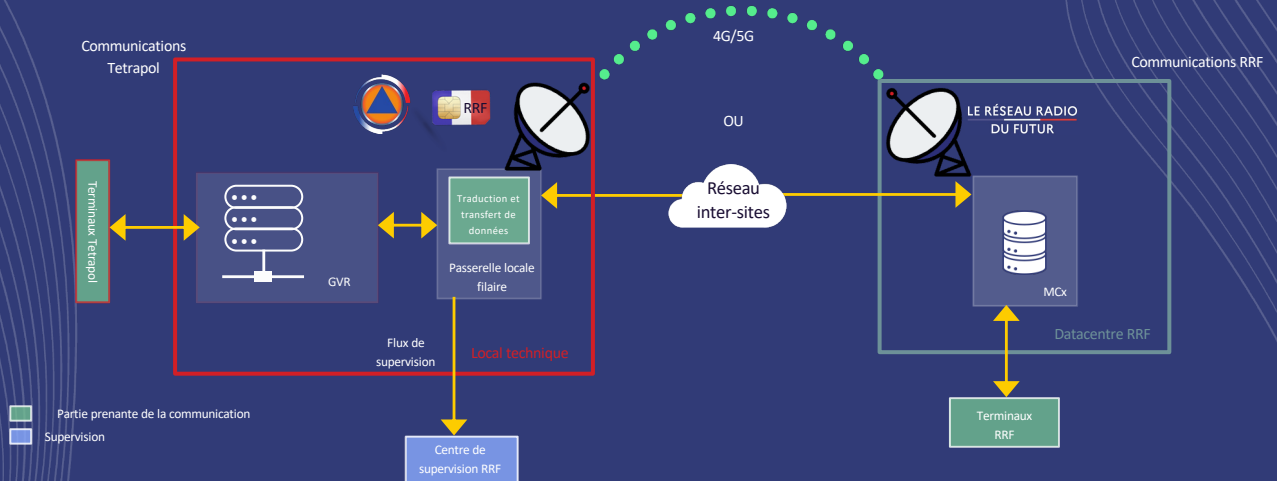 4G/5G
Communications
Tetrapol
Communications RRF
RRF
LE RÉSEAU RADIO
DU FUTUR
OU
Terminaux Tetrapol
GVR
Traduction et
transfert de
données
Passerelle locale
filaire
Réseau
inter-sites
MCx
Flux de
supervision
Local technique
Datacentre RRF
Partie prenante de la communication
Supervision
Centre de
supervision RRF
Terminaux
RRF